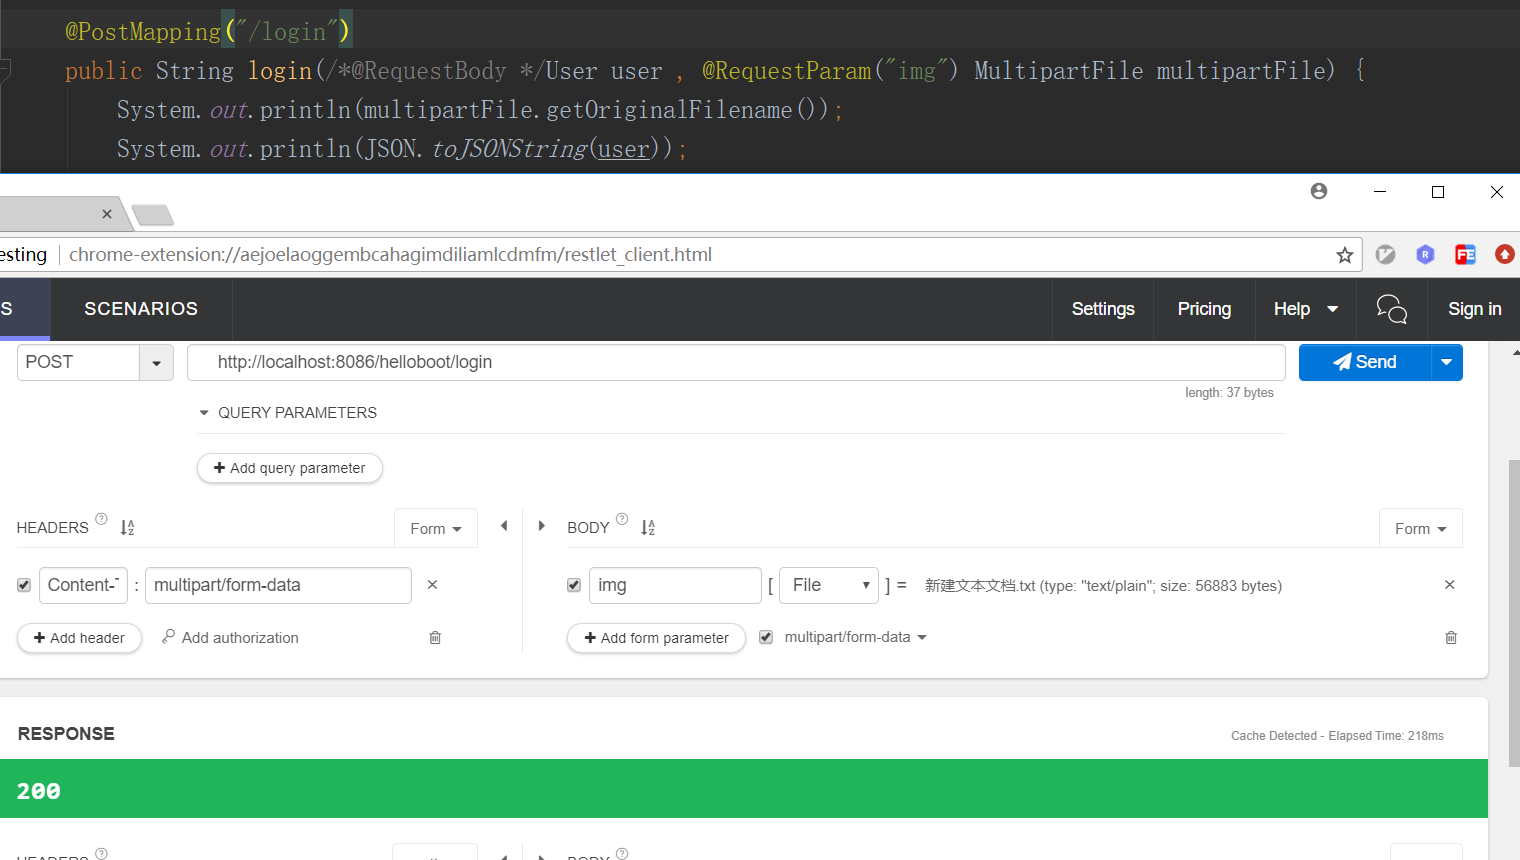 @PostMapping("/login")
public String login(/*@RequestBody */User user , @RequestParam("img") MultipartFile multipartFile) {
System.out.println(multipartFile.getOriginalFilename());
System.out.println(JSON.toJSONString(user));
esting chrome-extension://aejoelaoggembcahagimdiliamlcdmfm/restlet_client.html
S SCENARIOS Settings Pricing Help Sign in
POST http://localhost:8086/helloboot/login Send
length: 37 bytes
QUERY PARAMETERS
+ Add query parameter
HEADERS ? Form BODY ? Form
Content-T : multipart/form-data × img [ File ] = 新建文本文档.txt (type: "text/plain"; size: 56883 bytes) ×
+ Add header Add authorization + Add form parameter multipart/form-data
RESPONSE Cache Detected - Elapsed Time: 218ms
200
HEADERS ? BODY ?